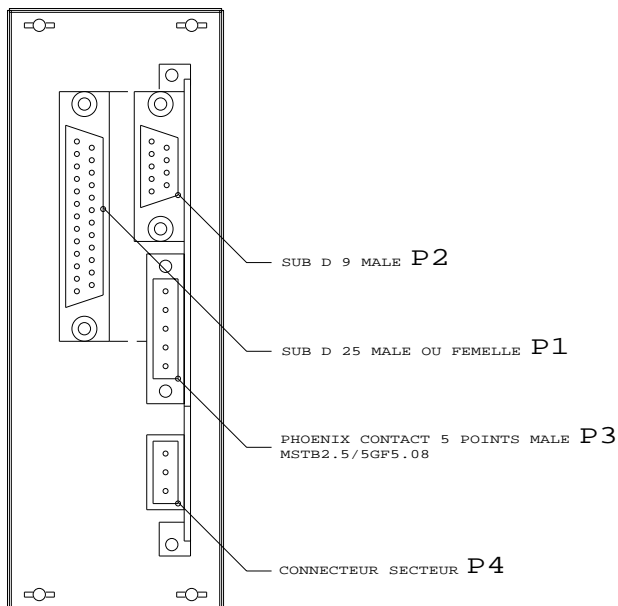 SUB D 9 MALE P2
SUB D 25 MALE OU FEMELLE P1
PHOENIX CONTACT 5 POINTS MALE P3
MSTB2.5/5GF5.08
CONNECTEUR SECTEUR P4